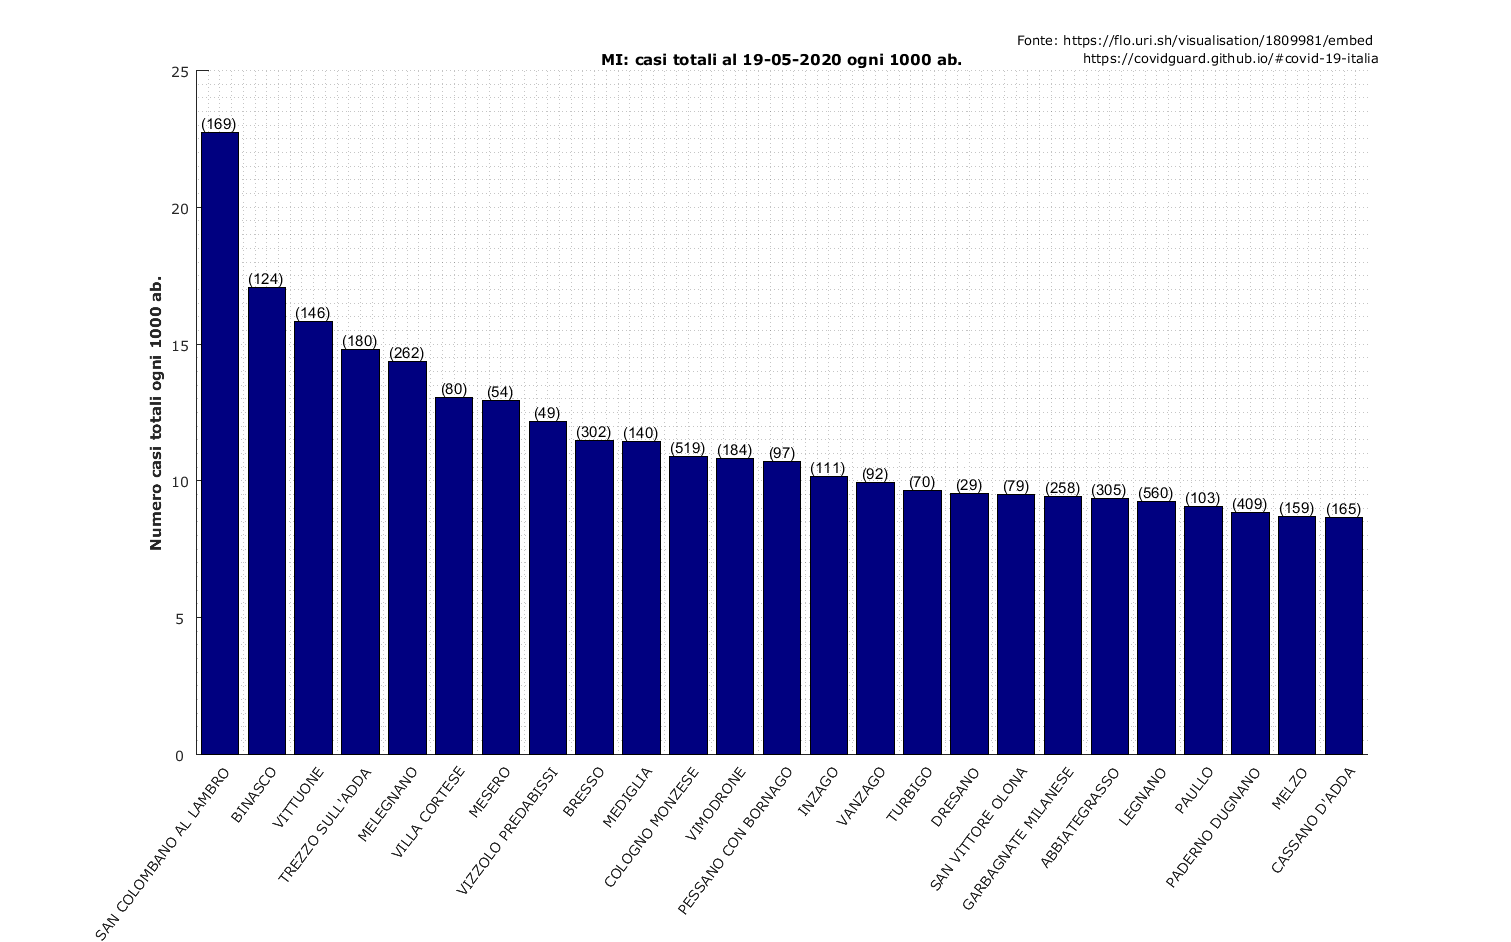 Fonte: https://flo.uri.sh/visualisation/1809981/embed
https://covidguard.github.io/#covid-19-italia
MI: casi totali al 19-05-2020 ogni 1000 ab.
Numero casi totali ogni 1000 ab.
25
20
15
10
5
0
(169)
(124)
(146)
(180)
(262)
(80)
(54)
(49)
(302)
(140)
(519)
(184)
(97)
(111)
(92)
(70)
(29)
(79)
(258)
(305)
(560)
(103)
(409)
(159)
(165)
SAN COLOMBANO AL LAMBRO
BINASCO
VITTUONE
TREZZO SULL'ADDA
MELEGNANO
VILLA CORTESE
MESERO
VIZZOLO PREDABISSI
BRESSO
MEDIGLIA
COLOGNO MONZESE
VIMODRONE
PESSANO CON BORNAGO
INZAGO
VANZAGO
TURBIGO
DRESANO
SAN VITTORE OLONA
GARBAGNATE MILANESE
ABBIATEGRASSO
LEGNANO
PAULLO
PADERNO DUGNANO
MELZO
CASSANO D'ADDA